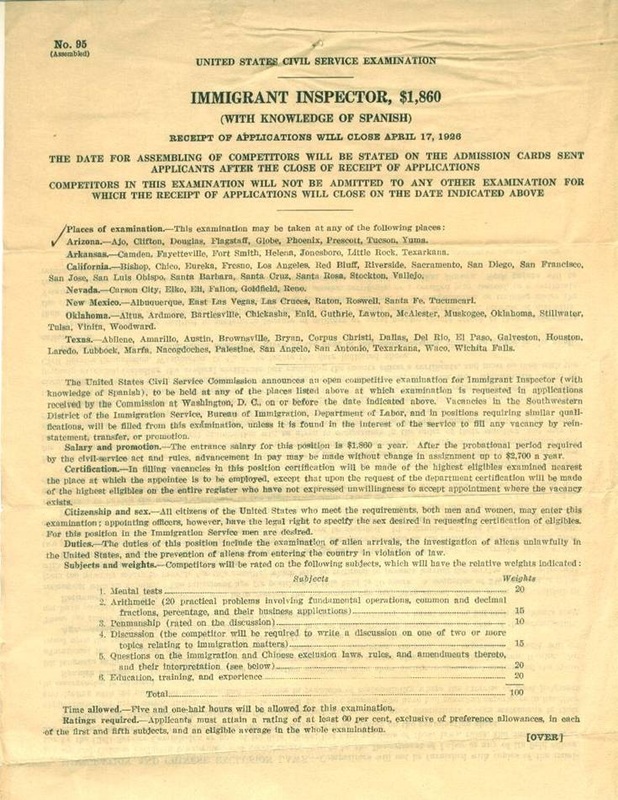 No. 95
(Assembled)
UNITED STATES CIVIL SERVICE EXAMINATION
IMMIGRANT INSPECTOR, $1,860
(WITH KNOWLEDGE OF SPANISH)
RECEIPT OF APPLICATIONS WILL CLOSE APRIL 17, 1926
THE DATE FOR ASSEMBLING OF COMPETITORS WILL BE STATED ON THE ADMISSION CARDS SENT
APPLICANTS AFTER THE CLOSE OF RECEIPT OF APPLICATIONS
COMPETITORS IN THIS EXAMINATION WILL NOT BE ADMITTED TO ANY OTHER EXAMINATION FOR
WHICH THE RECEIPT OF APPLICATIONS WILL CLOSE ON THE DATE INDICATED ABOVE
Places of examination.—This examination may be taken at any of the following places:
Arizona.—Ajo, Clifton, Douglas, Flagstaff, Globe, Phoenix, Prescott, Tucson, Yuma.
Arkansas.—Camden, Fayetteville, Fort Smith, Helena, Jonesboro, Little Rock, Texarkana.
California.—Bishop, Chico, Eureka, Fresno, Los Angeles, Red Bluff, Riverside, Sacramento, San Diego, San Francisco,
San Jose, San Luis Obispo, Santa Barbara, Santa Cruz, Santa Rosa, Stockton, Vallejo.
Nevada.—Carson City, Elko, Eli, Fallon, Goldfield, Reno.
New Mexico.—Albuquerque, East Las Vegas, Las Cruces, Raton, Roswell, Santa Fe, Tucumcari.
Oklahoma.—Altus, Ardmore, Bartlesville, Chickasha, Enid, Guthrie, Lawton, McAlester, Muskogee, Oklahoma, Stillwater,
Tulsa, Vinita, Woodward.
Texas.—Abilene, Amarillo, Austin, Brownsville, Bryan, Corpus Christi, Dallas, Del Rio, El Paso, Galveston, Houston,
Laredo, Lubbock, Marfa, Nacogdoches, Palestine, San Angelo, San Antonio, Texarkana, Waco, Wichita Falls.
The United States Civil Service Commission announces an open competitive examination for Immigrant Inspector (with
knowledge of Spanish), to be held at any of the places listed above at which examination is requested in applications
received by the Commission at Washington, D. C., on or before the date indicated above. Vacancies in the Southwestern
District of the Immigration Service, Bureau of Immigration, Department of Labor, and in positions requiring similar quali-
fications, will be filled from this examination, unless it is found in the interest of the service to fill any vacancy by rein-
statement, transfer, or promotion.
Salary and promotion.—The entrance salary for this position is $1,860 a year. After the probational period required
by the civil-service act and rules, advancement in pay may be made without change in assignment up to $2,700 a year.
Certification.—In filling vacancies in this position certification will be made of the highest eligibles examined nearest
the place at which the appointee is to be employed, except that upon the request of the department certification will be made
of the highest eligibles on the entire register who have not expressed unwillingness to accept appointment where the vacancy
exists.
Citizenship and sex.—All citizens of the United States who meet the requirements, both men and women, may enter this
examination; appointing officers, however, have the legal right to specify the sex desired in requesting certification of eligibles.
For this position in the Immigration Service men are desired.
Duties.—The duties of this position include the examination of alien arrivals, the investigation of aliens unlawfully in
the United States, and the prevention of aliens from entering the country in violation of law.
Subjects and weights.—Competitors will be rated on the following subjects, which will have the relative weights indicated:
Subjects Weights
1. Mental tests 20
2. Arithmetic (20 practical problems involving fundamental operations, common and decimal
fractions, percentage, and their business applications) 15
3. Penmanship (rated on the discussion) 10
4. Discussion (the competitor will be required to write a discussion on one of two or more
topics relating to immigration matters) 15
5. Questions on the immigration and Chinese exclusion laws, rules, and amendments thereto,
and their interpretation (see below) 20
6. Education, training, and experience 20
Total 100
Time allowed.—Five and one-half hours will be allowed for this examination.
Ratings required.—Applicants must attain a rating of at least 60 per cent, exclusive of preference allowances, in each
of the first and fifth subjects, and an eligible average in the whole examination.
[OVER]